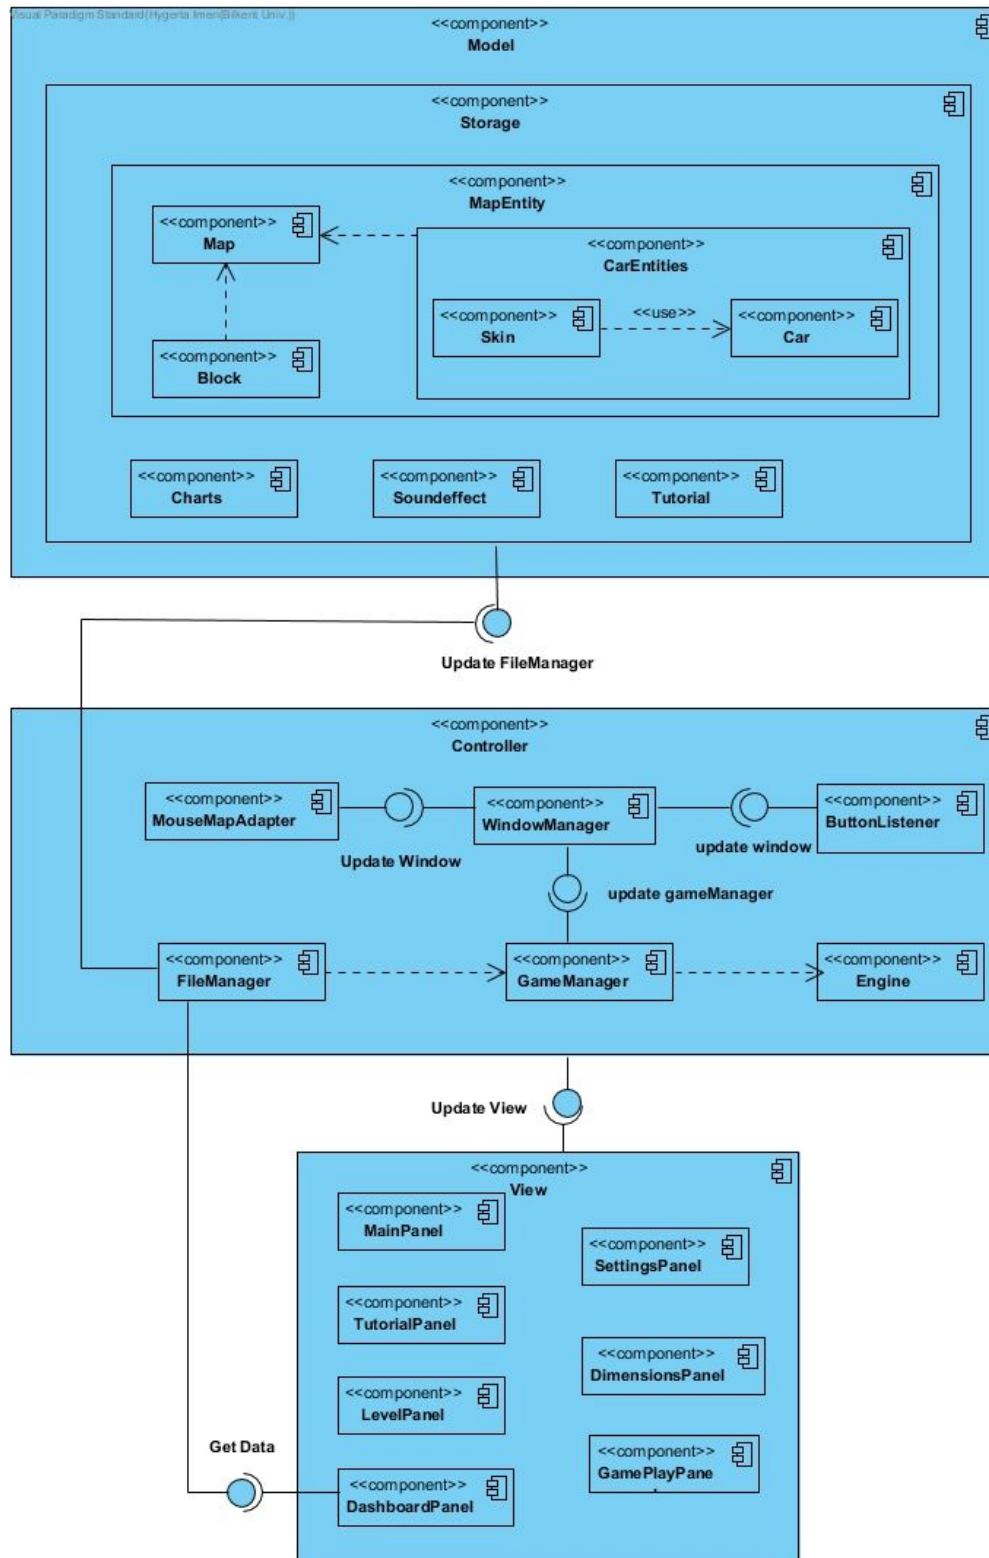 Visual Paradigm Standard(Hygerta Imeri(Bilkent Univ.))
<<component>>
Model
<<component>>
Storage
<<component>>
MapEntity
<<component>>
Map
<<component>>
CarEntities
<<component>>
Skin
<<use>>
<<component>>
Car
<<component>>
Block
<<component>>
Charts
<<component>>
Soundeffect
<<component>>
Tutorial
Update FileManager
<<component>>
Controller
<<component>>
MouseMapAdapter
<<component>>
WindowManager
<<component>>
ButtonListener
Update Window
update window
update gameManager
<<component>>
FileManager
<<component>>
GameManager
<<component>>
Engine
Update View
<<component>>
View
<<component>>
MainPanel
<<component>>
SettingsPanel
<<component>>
TutorialPanel
<<component>>
DimensionsPanel
<<component>>
LevelPanel
<<component>>
GamePlayPane
Get Data
<<component>>
DashboardPanel